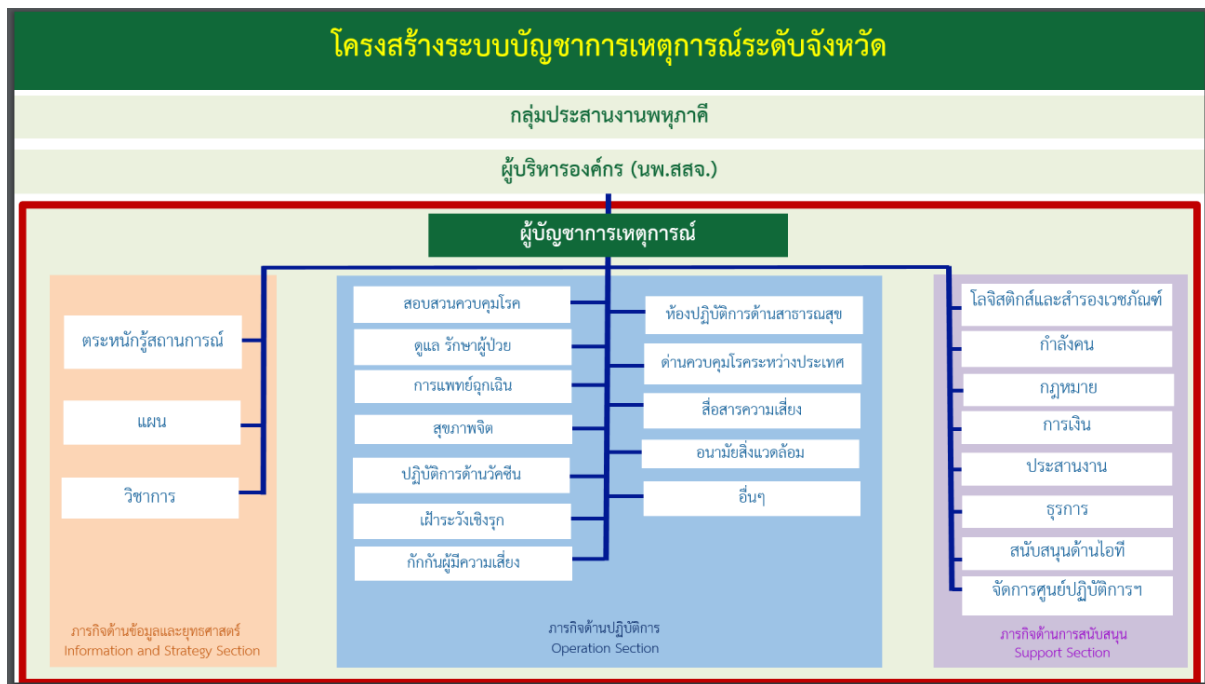 โครงสร้างระบบบัญชาการเหตุการณ์ระดับจังหวัด
กลุ่มประสานงานพหุภาคี
ผู้บริหารองค์กร (นพ.สสจ.)
ผู้บัญชาการเหตุการณ์
ตระหนักรู้สถานการณ์
แผน
วิชาการ
ภารกิจด้านข้อมูลและยุทธศาสตร์
Information and Strategy Section
สอบสวนควบคุมโรค
ดูแล รักษาผู้ป่วย
การแพทย์ฉุกเฉิน
สุขภาพจิต
ปฏิบัติการด้านวัคซีน
เฝ้าระวังเชิงรุก
กักกันผู้มีความเสี่ยง
ห้องปฏิบัติการด้านสาธารณสุข
ด่านควบคุมโรคระหว่างประเทศ
สื่อสารความเสี่ยง
อนามัยสิ่งแวดล้อม
อื่นๆ
ภารกิจด้านปฏิบัติการ
Operation Section
โลจิสติกส์และสำรองเวชภัณฑ์
กำลังคน
กฎหมาย
การเงิน
ประสานงาน
ธุรการ
สนับสนุนด้านไอที
จัดการศูนย์ปฏิบัติการฯ
ภารกิจด้านการสนับสนุน
Support Section